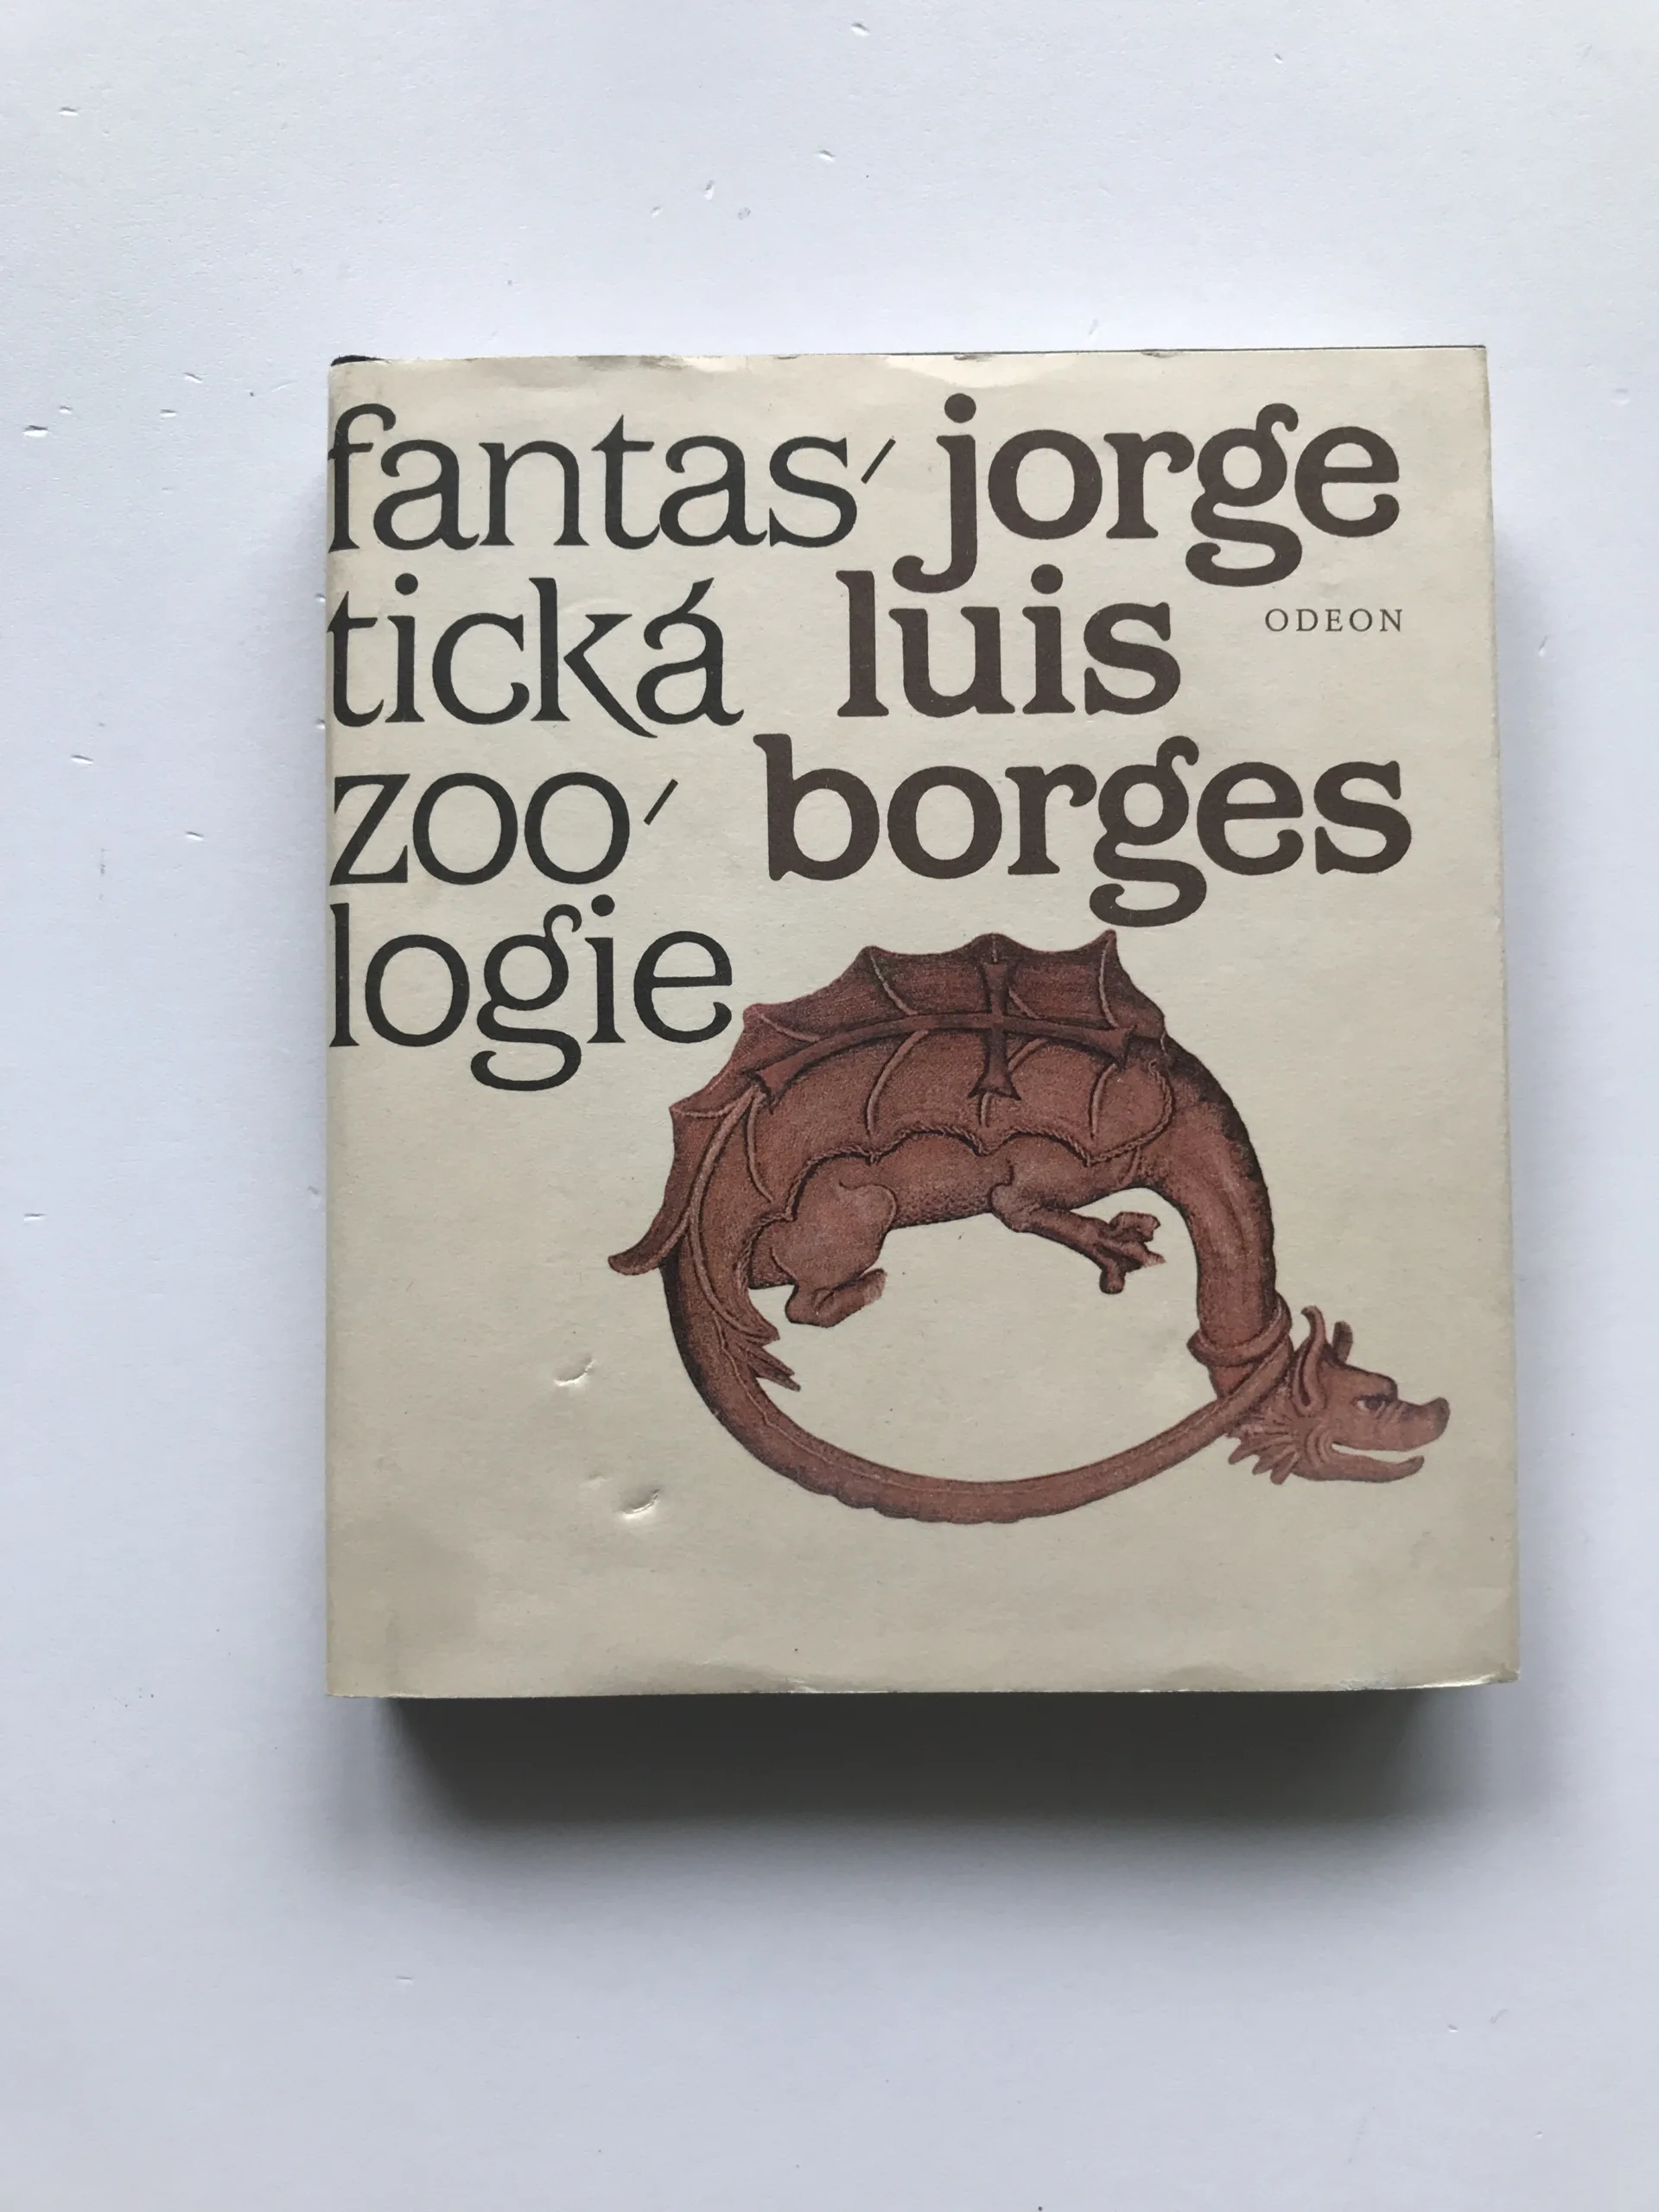 fantas-
tická
zoo-
logie
jorge
luis
borges
ODEON